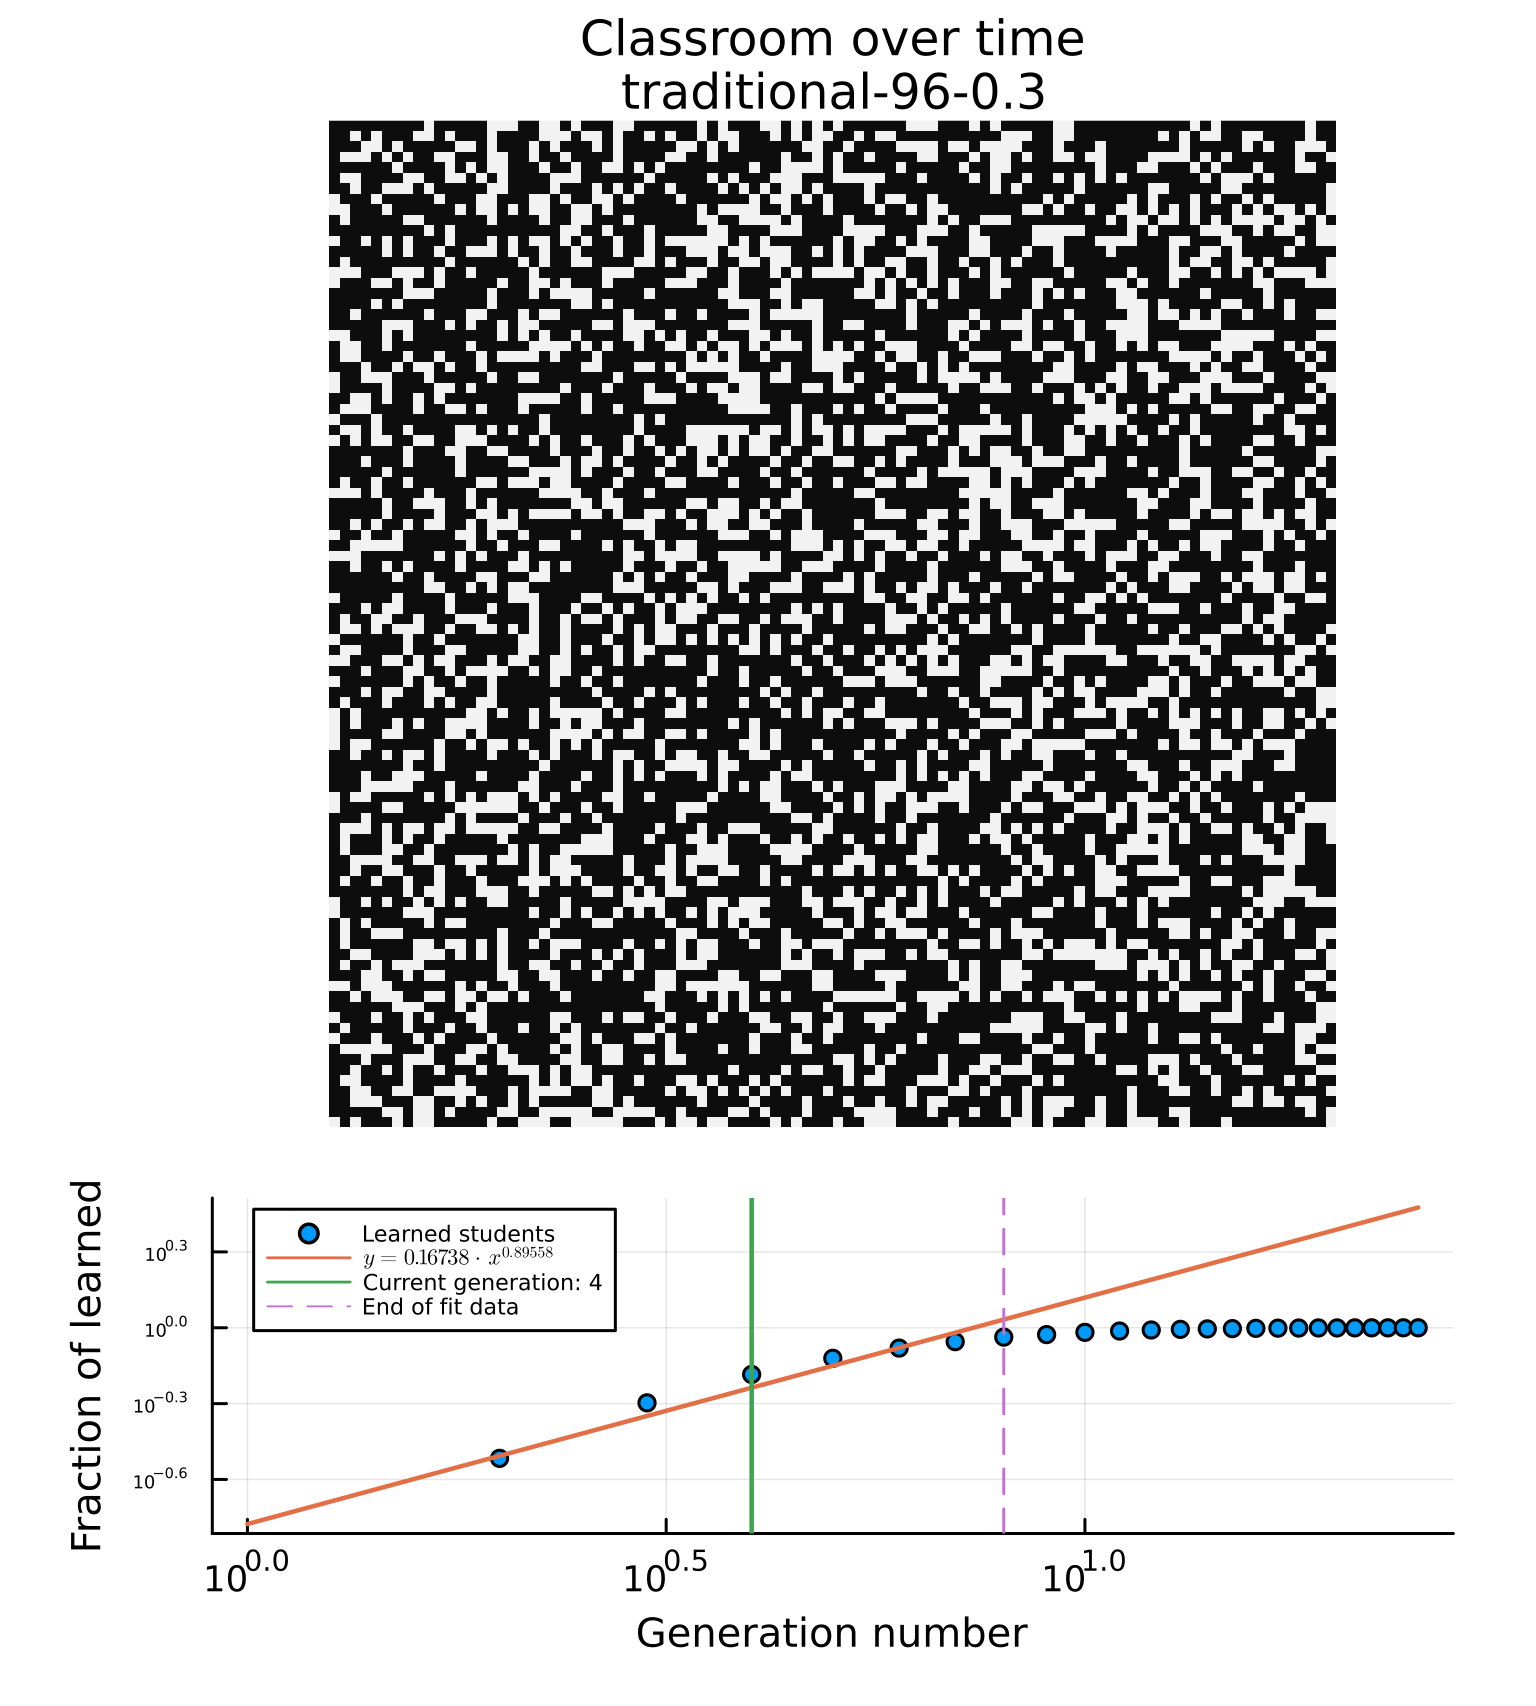 Classroom over time
traditional-96-0.3
Fraction of learned
10^0.3
10^0.0
10^−0.3
10^−0.6
Learned students
y = 0.16738 · x^0.89558
Current generation: 4
End of fit data
10^0.0
10^0.5
10^1.0
Generation number